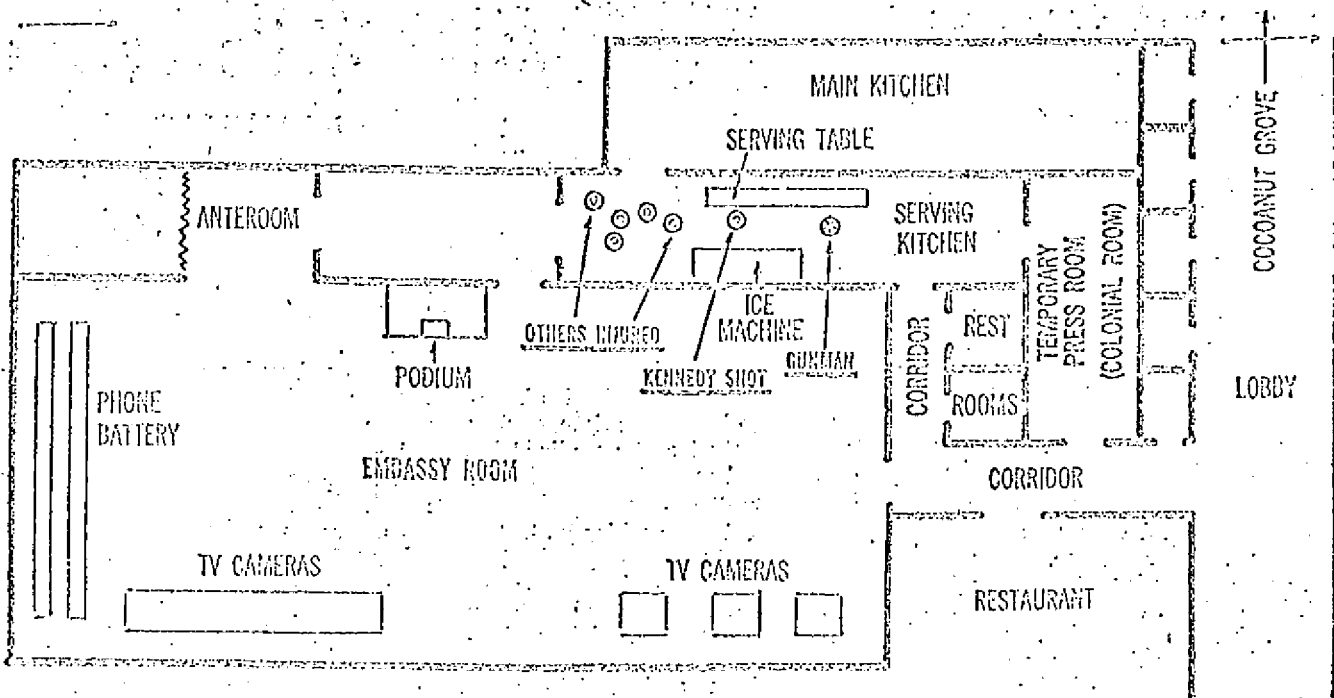 MAIN KITCHEN
SERVING TABLE
ANTEROOM
SERVING
KITCHEN
TEMPORARY
PRESS ROOM
(COLONIAL ROOM)
COCOANUT GROVE
OTHERS INJURED
ICE
MACHINE
KENNEDY SHOT
GUNMAN
CORRIDOR
REST
ROOMS
PODIUM
PHONE
BATTERY
LOBBY
EMBASSY ROOM
CORRIDOR
TV CAMERAS
TV CAMERAS
RESTAURANT